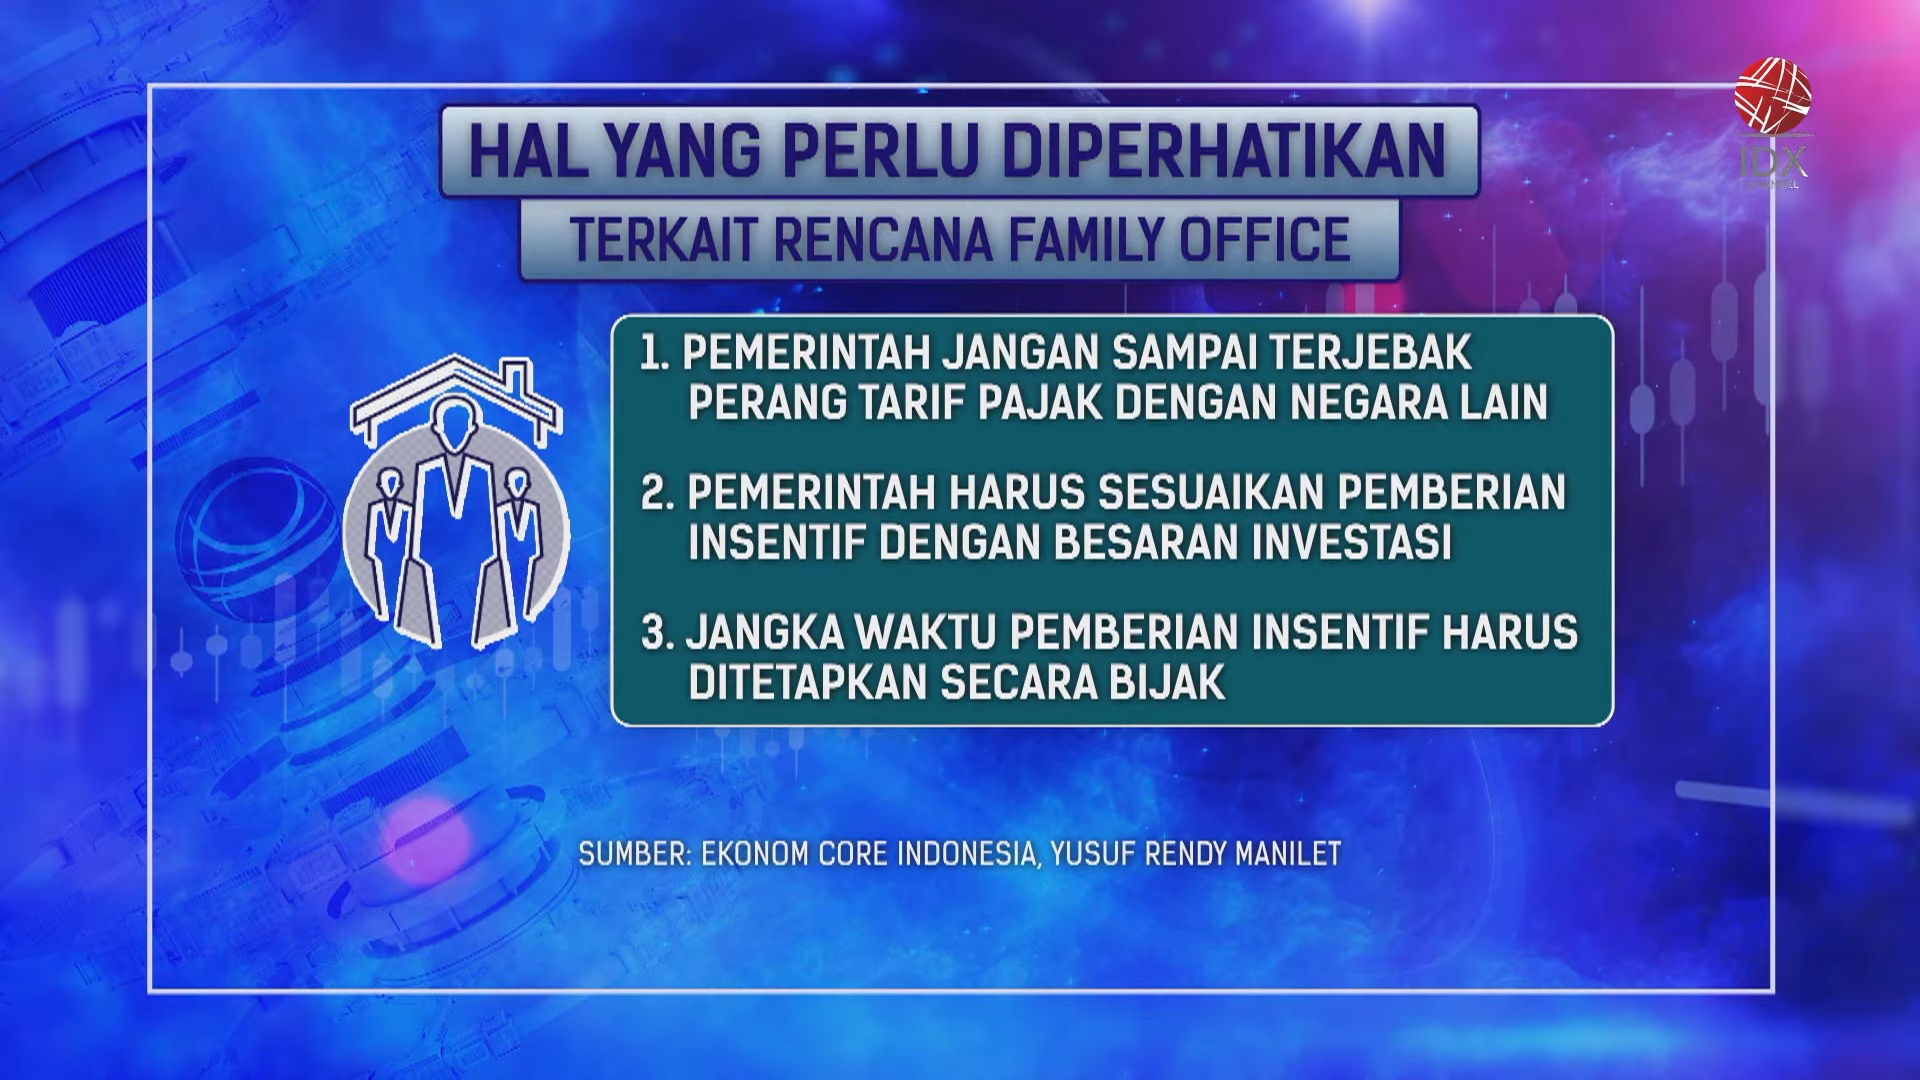 HAL YANG PERLU DIPERHATIKAN
TERKAIT RENCANA FAMILY OFFICE
1. PEMERINTAH JANGAN SAMPAI TERJEBAK
PERANG TARIF PAJAK DENGAN NEGARA LAIN
2. PEMERINTAH HARUS SESUAIKAN PEMBERIAN
INSENTIF DENGAN BESARAN INVESTASI
3. JANGKA WAKTU PEMBERIAN INSENTIF HARUS
DITETAPKAN SECARA BIJAK
SUMBER: EKONOM CORE INDONESIA, YUSUF RENDY MANILET
IDX